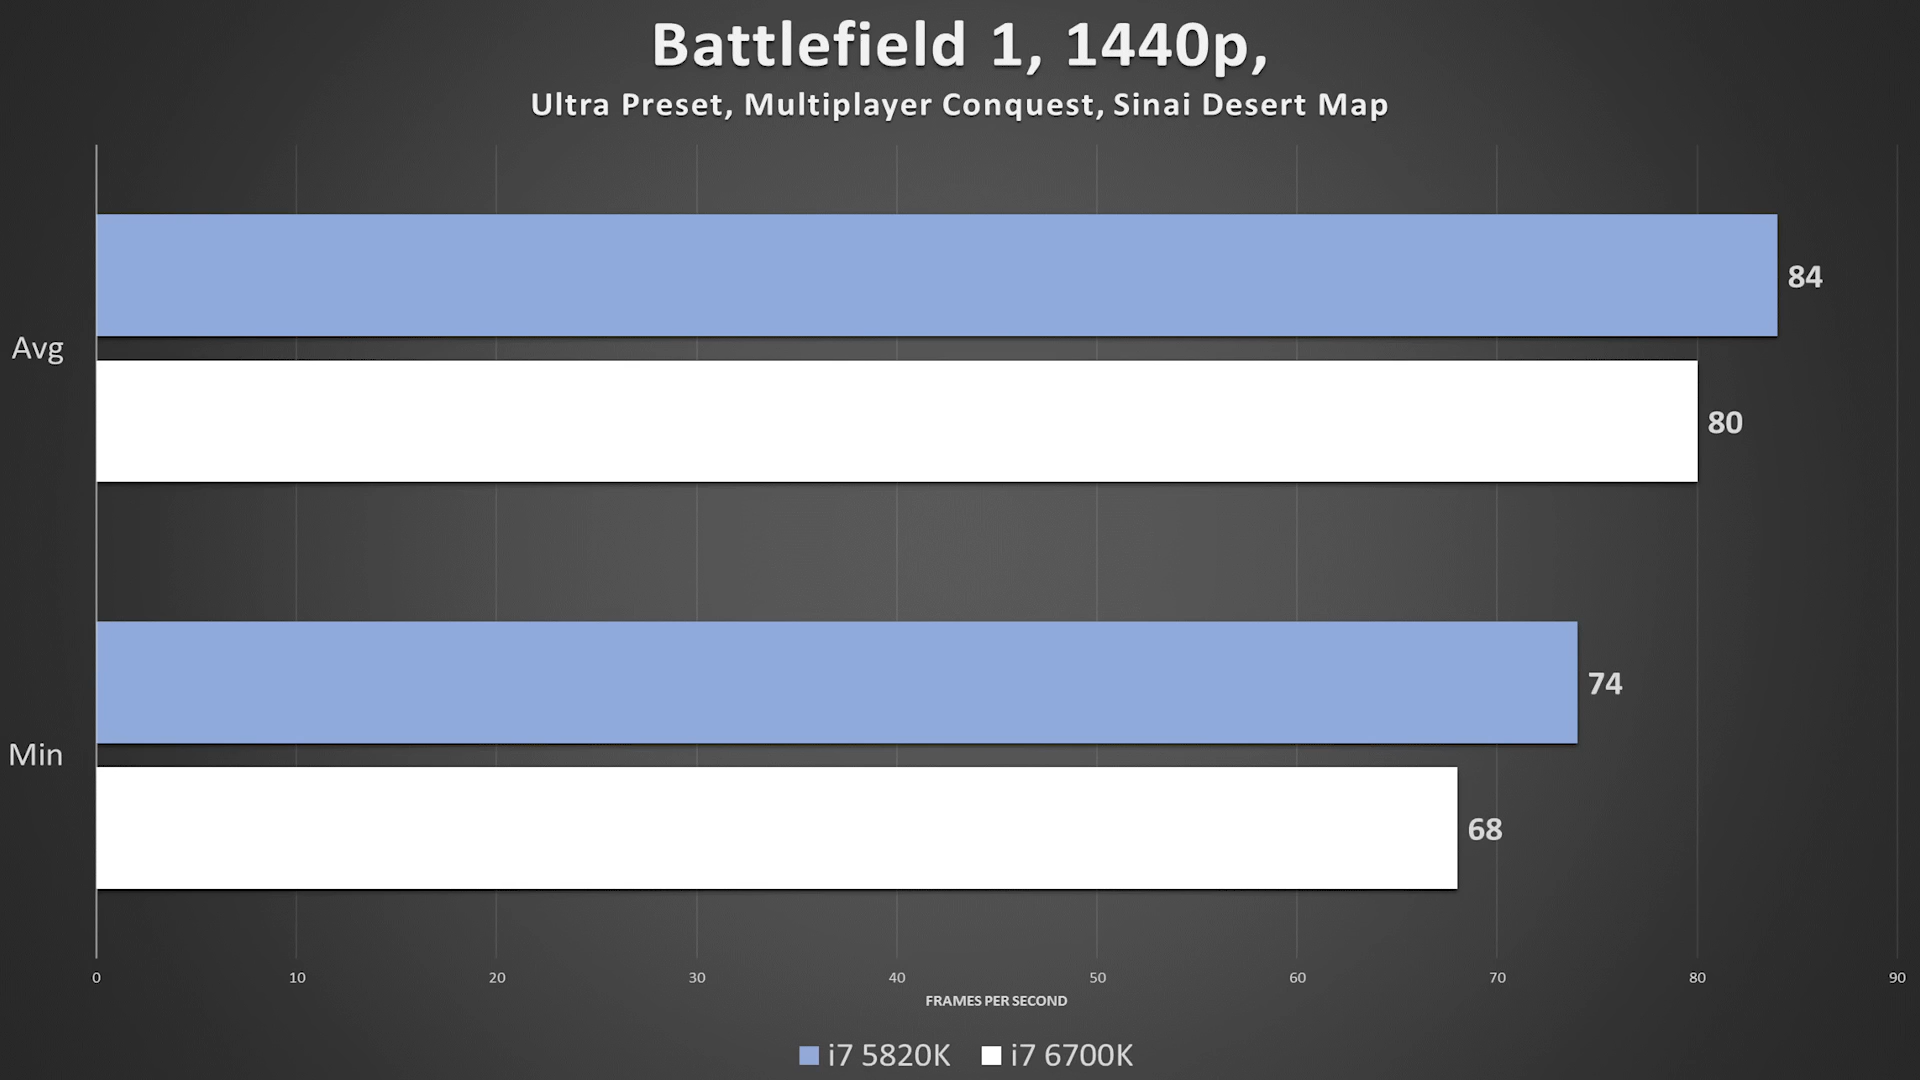 Battlefield 1, 1440p,
Ultra Preset, Multiplayer Conquest, Sinai Desert Map
84
Avg
80
74
Min
68
0 10 20 30 40 50 60 70 80 90
FRAMES PER SECOND
i7 5820K i7 6700K